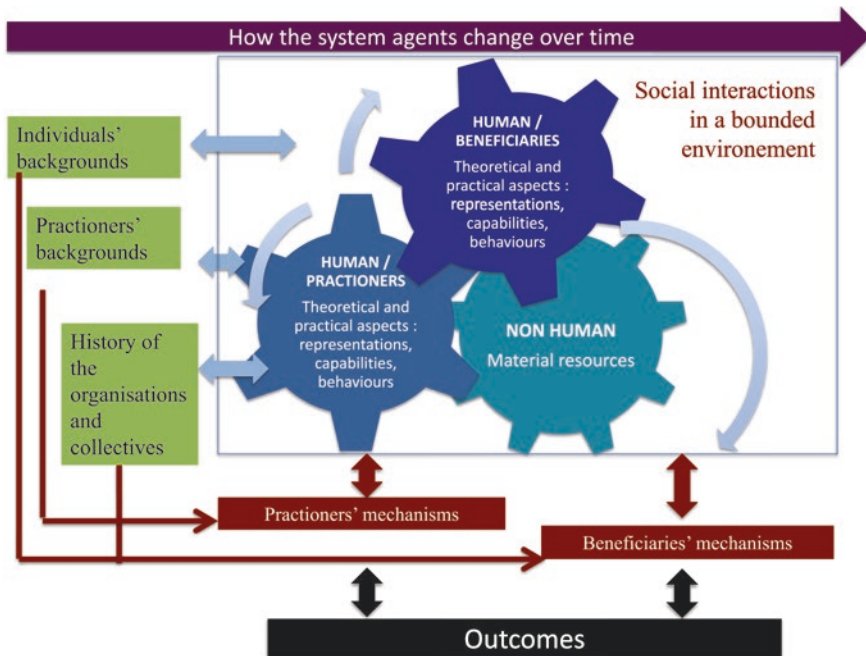 How the system agents change over time
Social interactions
in a bounded
environement
Individuals'
backgrounds
Practioners'
backgrounds
History of
the
organisations
and
collectives
HUMAN /
BENEFICIARIES
Theoretical and
practical aspects :
representations,
capabilities,
behaviours
HUMAN /
PRACTIONERS
Theoretical and
practical aspects :
representations,
capabilities,
behaviours
NON HUMAN
Material resources
Practioners' mechanisms
Beneficiaries' mechanisms
Outcomes